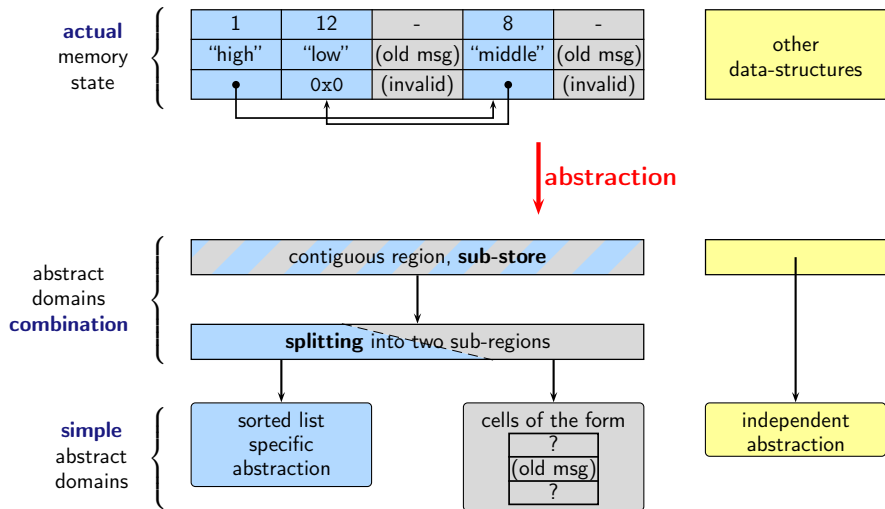 actual
memory
state
1 12 - 8 -
“high” “low” (old msg) “middle” (old msg)
0x0 (invalid) (invalid)
other
data-structures
abstraction
abstract
domains
combination
contiguous region, sub-store
splitting into two sub-regions
simple
abstract
domains
sorted list
specific
abstraction
cells of the form
?
(old msg)
?
independent
abstraction